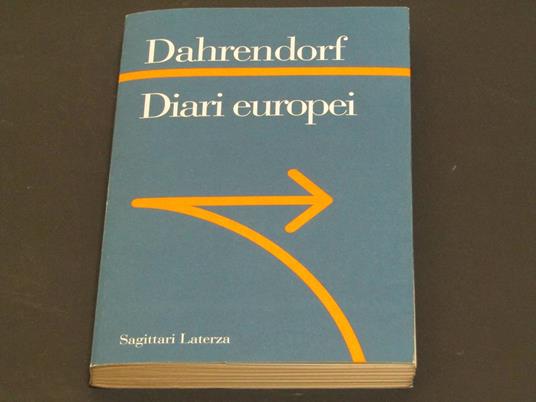 Dahrendorf
Diari europei
Sagittari Laterza